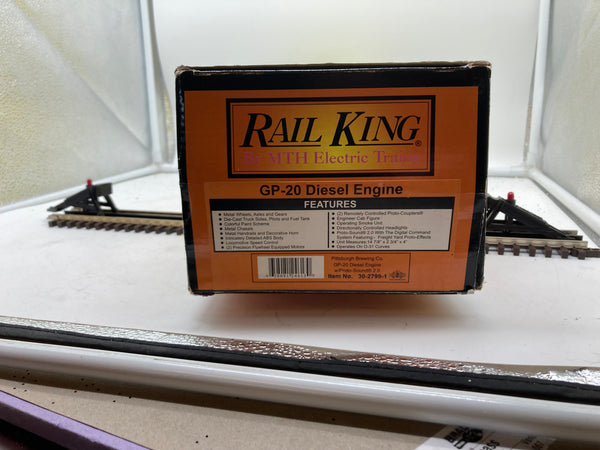 RAIL KING®
By MTH Electric Trains
GP-20 Diesel Engine
FEATURES
Metal Wheels, Axles and Gears
Die-Cast Truck Sides, Pilots and Fuel Tank
Colorful Paint Scheme
Metal Chassis
Metal Handrails and Decorative Horn
Intricately Detailed ABS Body
Locomotive Speed Control
(2) Precision Flywheel Equipped Motors
(2) Remotely Controlled Proto-Couplers®
Engineer Cab Figure
Operating Smoke Unit
Directionally Controlled Headlights
Proto-Sound® 2.0 With The Digital Command
System Featuring - Freight Yard Proto-Effects
Unit Measures:14 7/8" x 2 3/4" x 4"
Operates On O-31 Curves
Pittsburgh Brewing Co.
GP-20 Diesel Engine
w/Proto-Sound® 2.0
Item No. 30-2799-1